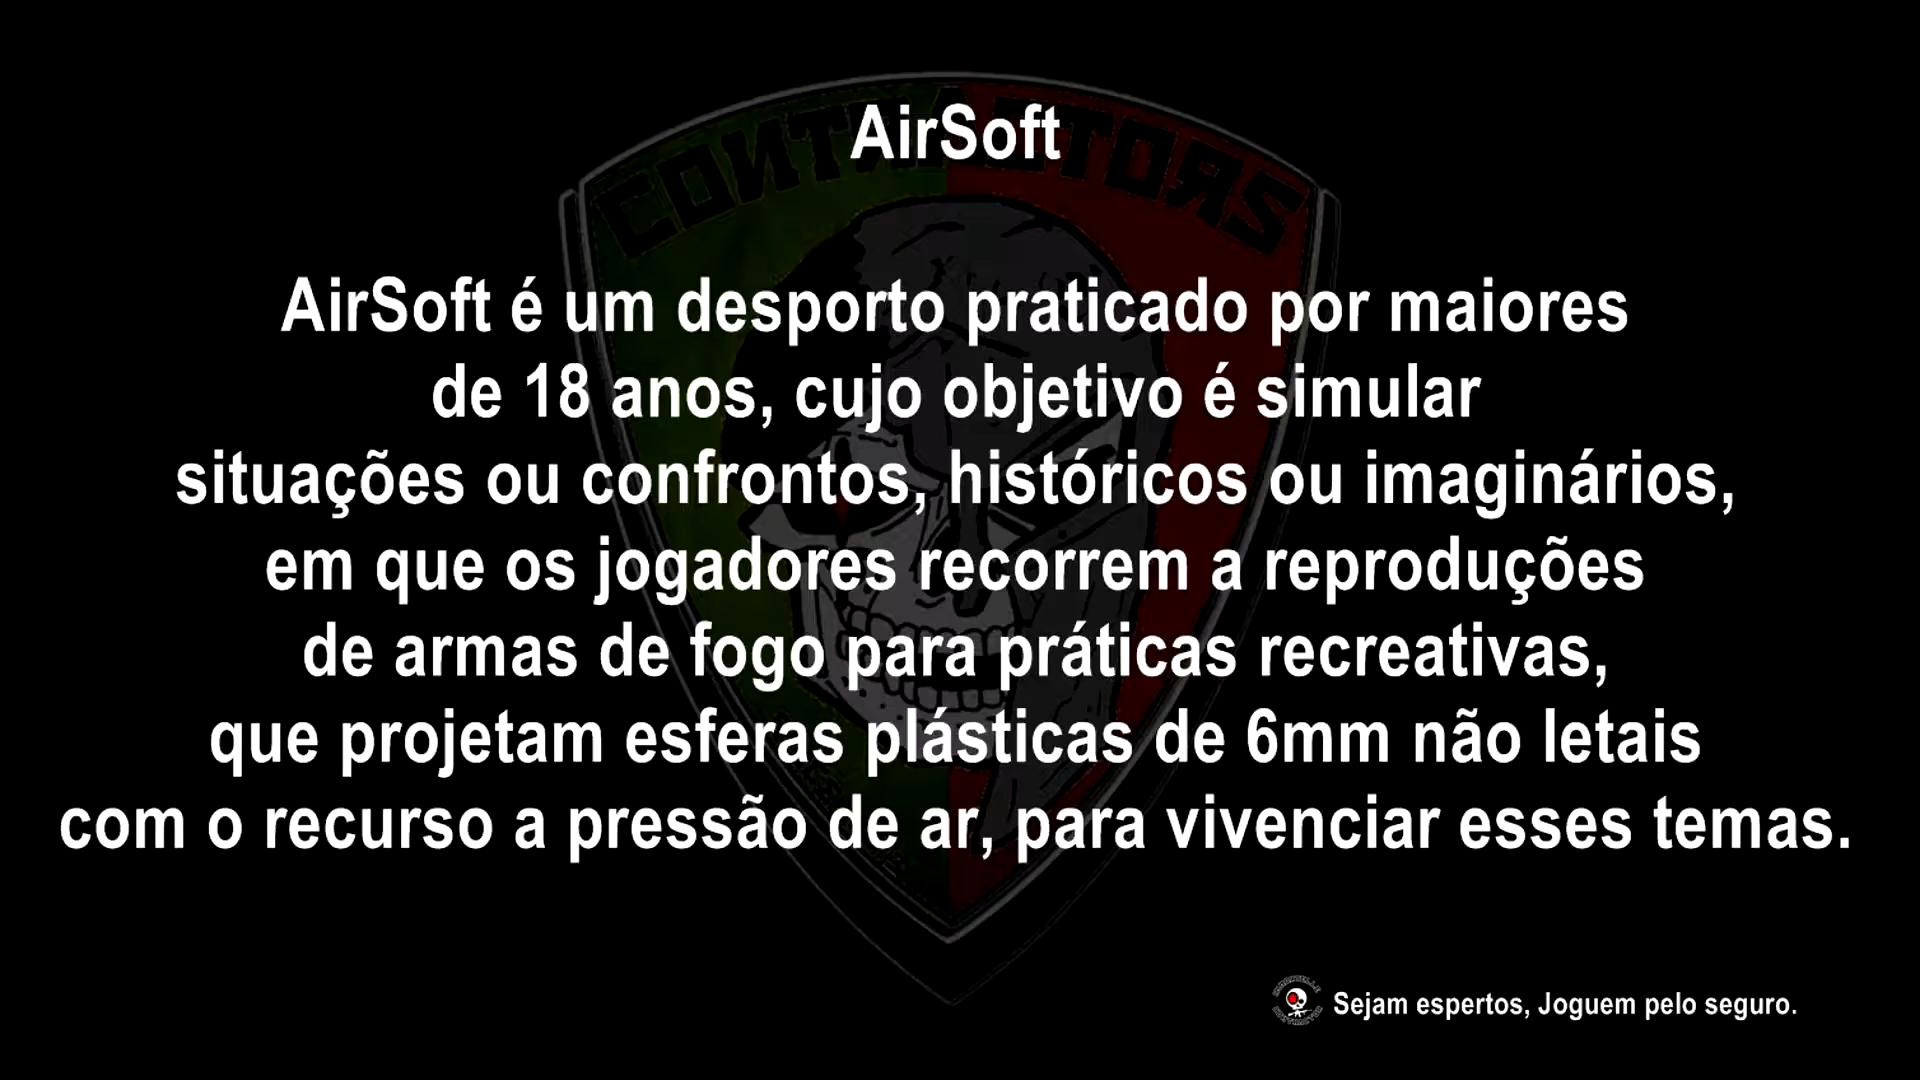 CONTRACTORS
AirSoft
AirSoft é um desporto praticado por maiores
de 18 anos, cujo objetivo é simular
situações ou confrontos, históricos ou imaginários,
em que os jogadores recorrem a reproduções
de armas de fogo para práticas recreativas,
que projetam esferas plásticas de 6mm não letais
com o recurso a pressão de ar, para vivenciar esses temas.
Sejam espertos, Joguem pelo seguro.